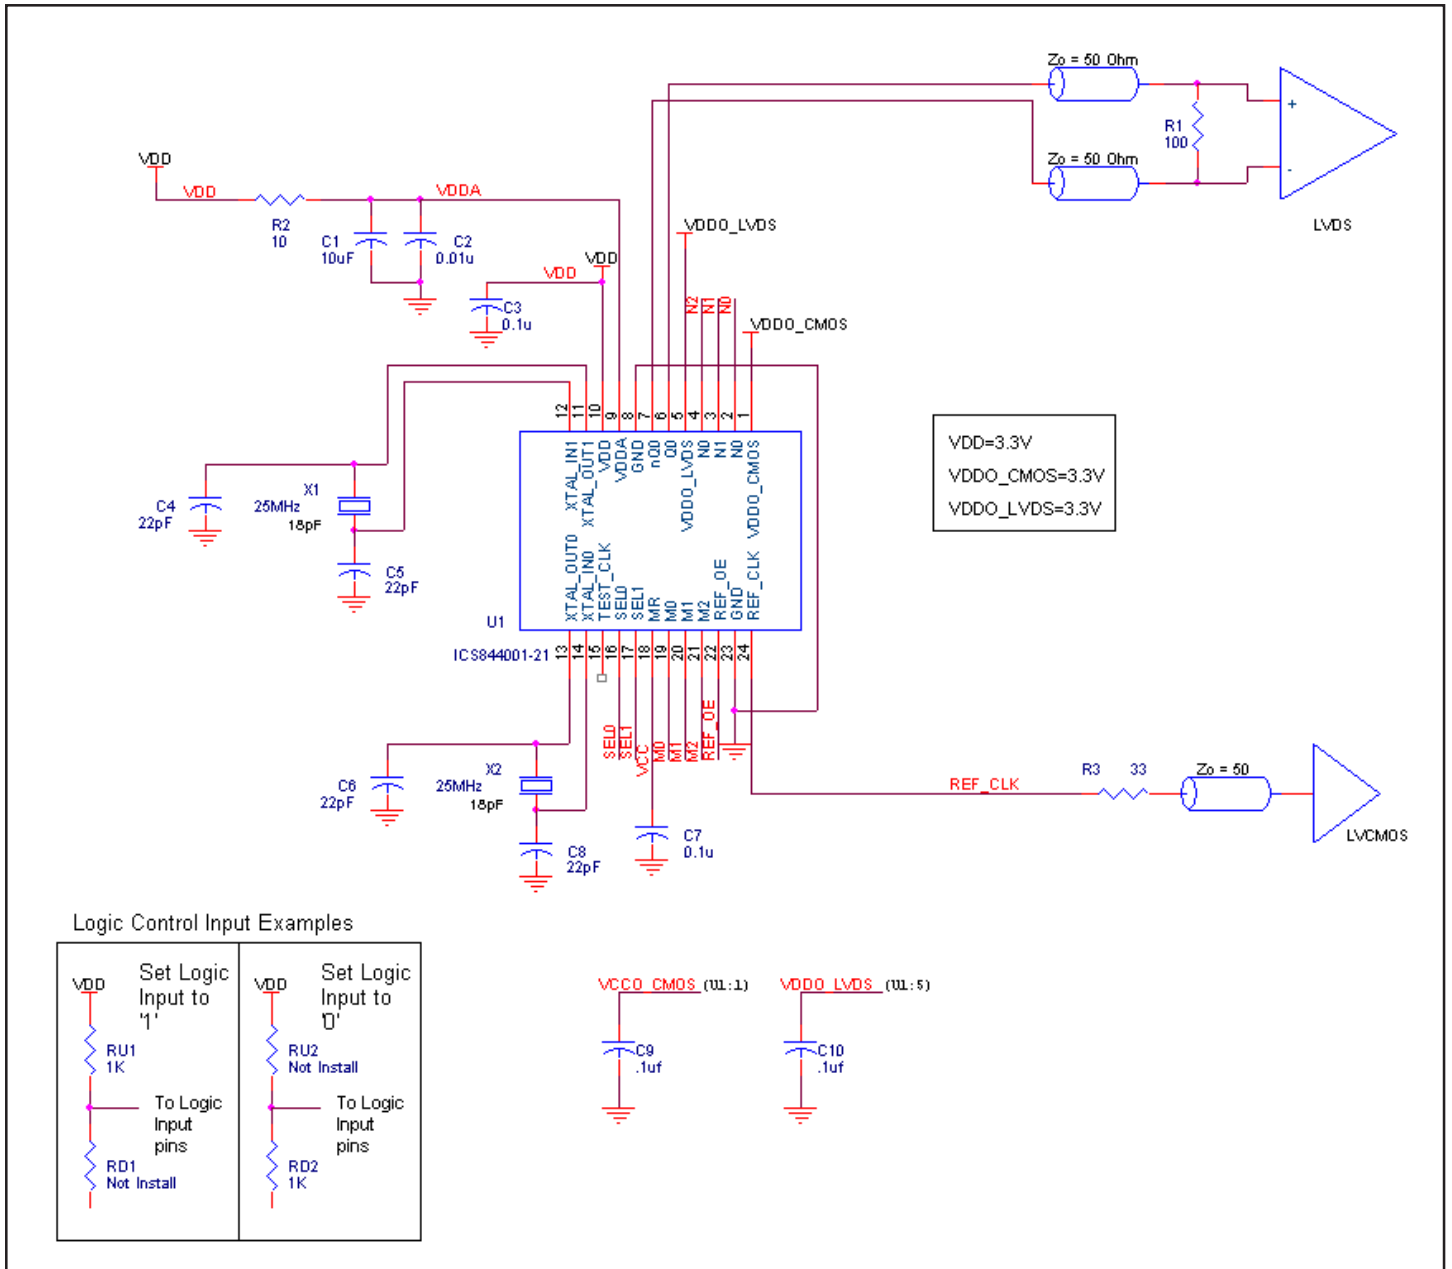 Zo = 50 Ohm
R1
100
+
Zo = 50 Ohm
-
LVDS
VDD
VDD
VDDA
R2
10
C1
10uF
C2
0.01u
VDDO_LVDS
VDD
VDD
C3
0.1u
N2
N1
N0
VDDO_CMOS
12
11
10
9
8
7
6
5
4
3
2
1
XTAL_IN1
XTAL_OUT1
VDD
VDDA
GND
nQ0
Q0
VDDO_LVDS
N0
N1
N0
VDDO_CMOS
VDD=3.3V
VDDO_CMOS=3.3V
VDDO_LVDS=3.3V
C4
22pF
X1
25MHz
18pF
C5
22pF
XTAL_OUT0
XTAL_IN0
TEST_CLK
SEL0
SEL1
MR
M0
M1
M2
REF_OE
GND
REF_CLK
U1
ICS844001-21
13
14
15
16
17
18
19
20
21
22
23
24
SEL0
SEL1
VCC
M0
M1
M2
REF_OE
C6
22pF
X2
25MHz
18pF
C8
22pF
C7
0.1u
REF_CLK
R3
33
Zo = 50
LVCMOS
Logic Control Input Examples
VDD
Set Logic
Input to
'1'
RU1
1K
To Logic
Input
pins
RD1
Not Install
VDD
Set Logic
Input to
'0'
RU2
Not Install
To Logic
Input
pins
RD2
1K
VCCO_CMOS (U1:1)
C9
.1uf
VDDO_LVDS (U1:5)
C10
.1uf